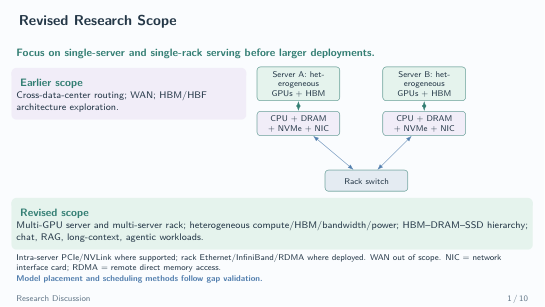 Revised Research Scope
Focus on single-server and single-rack serving before larger deployments.
Earlier scope
Cross-data-center routing; WAN; HBM/HBF
architecture exploration.
Server A: het-
erogeneous
GPUs + HBM
Server B: het-
erogeneous
GPUs + HBM
CPU + DRAM
+ NVMe + NIC
CPU + DRAM
+ NVMe + NIC
Rack switch
Revised scope
Multi-GPU server and multi-server rack; heterogeneous compute/HBM/bandwidth/power; HBM–DRAM–SSD hierarchy;
chat, RAG, long-context, agentic workloads.
Intra-server PCIe/NVLink where supported; rack Ethernet/InfiniBand/RDMA where deployed. WAN out of scope. NIC = network
interface card; RDMA = remote direct memory access.
Model placement and scheduling methods follow gap validation.
Research Discussion
1 / 10